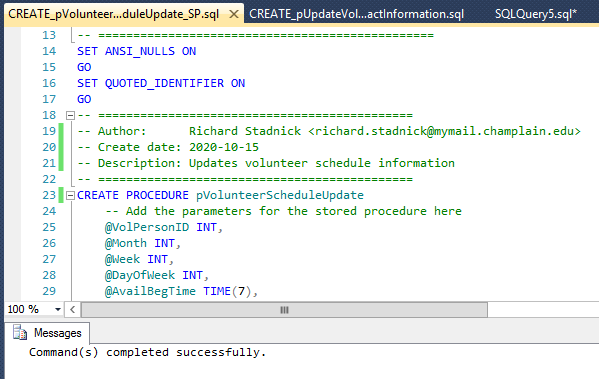 CREATE_pVolunteer...duleUpdate_SP.sql CREATE_pUpdateVol...actInformation.sql SQLQuery5.sql*
13 -- ================================================
14 SET ANSI_NULLS ON
15 GO
16 SET QUOTED_IDENTIFIER ON
17 GO
18 -- =============================================
19 -- Author: Richard Stadnick <richard.stadnick@mymail.champlain.edu>
20 -- Create date: 2020-10-15
21 -- Description: Updates volunteer schedule information
22 -- =============================================
23 CREATE PROCEDURE pVolunteerScheduleUpdate
24 -- Add the parameters for the stored procedure here
25 @VolPersonID INT,
26 @Month INT,
27 @Week INT,
28 @DayOfWeek INT,
29 @AvailBegTime TIME(7),
100 %
Messages
Command(s) completed successfully.